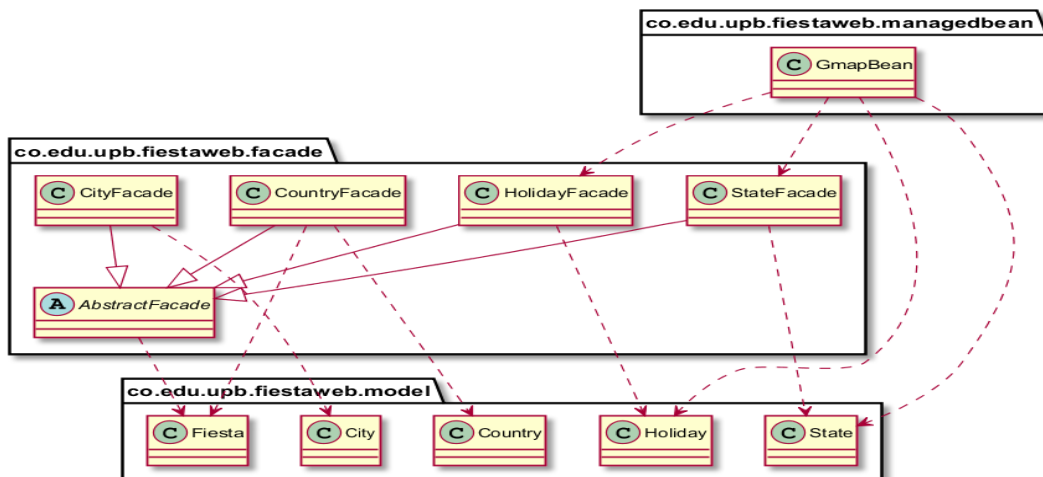 co.edu.upb.fiestaweb.managedbean
C GmapBean
co.edu.upb.fiestaweb.facade
C CityFacade
C CountryFacade
C HolidayFacade
C StateFacade
A AbstractFacade
co.edu.upb.fiestaweb.model
C Fiesta
C City
C Country
C Holiday
C State